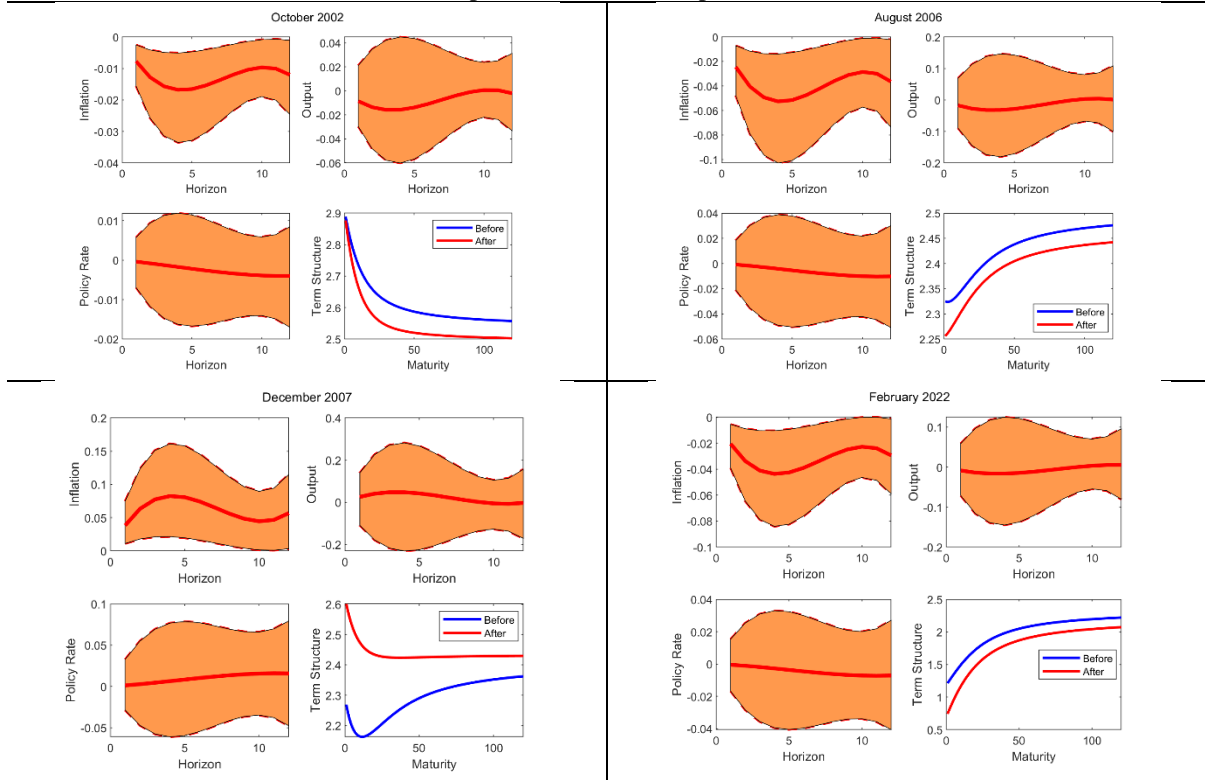 October 2002
0
-0.01
-0.02
-0.03
-0.04
Inflation
0 5 10
Horizon
0.04
0.02
0
-0.02
-0.04
-0.06
Output
0 5 10
Horizon
0.01
0
-0.01
-0.02
Policy Rate
0 5 10
Horizon
2.9
2.8
2.7
2.6
2.5
Term Structure
Before
After
0 50 100
Maturity
August 2006
0
-0.02
-0.04
-0.06
-0.08
-0.1
Inflation
0 5 10
Horizon
0.2
0.1
0
-0.1
-0.2
Output
0 5 10
Horizon
0.04
0.02
0
-0.02
-0.04
-0.06
Policy Rate
0 5 10
Horizon
2.5
2.45
2.4
2.35
2.3
2.25
Term Structure
Before
After
0 50 100
Maturity
December 2007
0.2
0.15
0.1
0.05
0
Inflation
0 5 10
Horizon
0.4
0.2
0
-0.2
Output
0 5 10
Horizon
0.1
0.05
0
-0.05
Policy Rate
0 5 10
Horizon
2.6
2.5
2.4
2.3
2.2
Term Structure
Before
After
0 50 100
Maturity
February 2022
0
-0.02
-0.04
-0.06
-0.08
-0.1
Inflation
0 5 10
Horizon
0.1
0
-0.1
-0.2
Output
0 5 10
Horizon
0.04
0.02
0
-0.02
-0.04
Policy Rate
0 5 10
Horizon
2.5
2
1.5
1
0.5
Term Structure
Before
After
0 50 100
Maturity